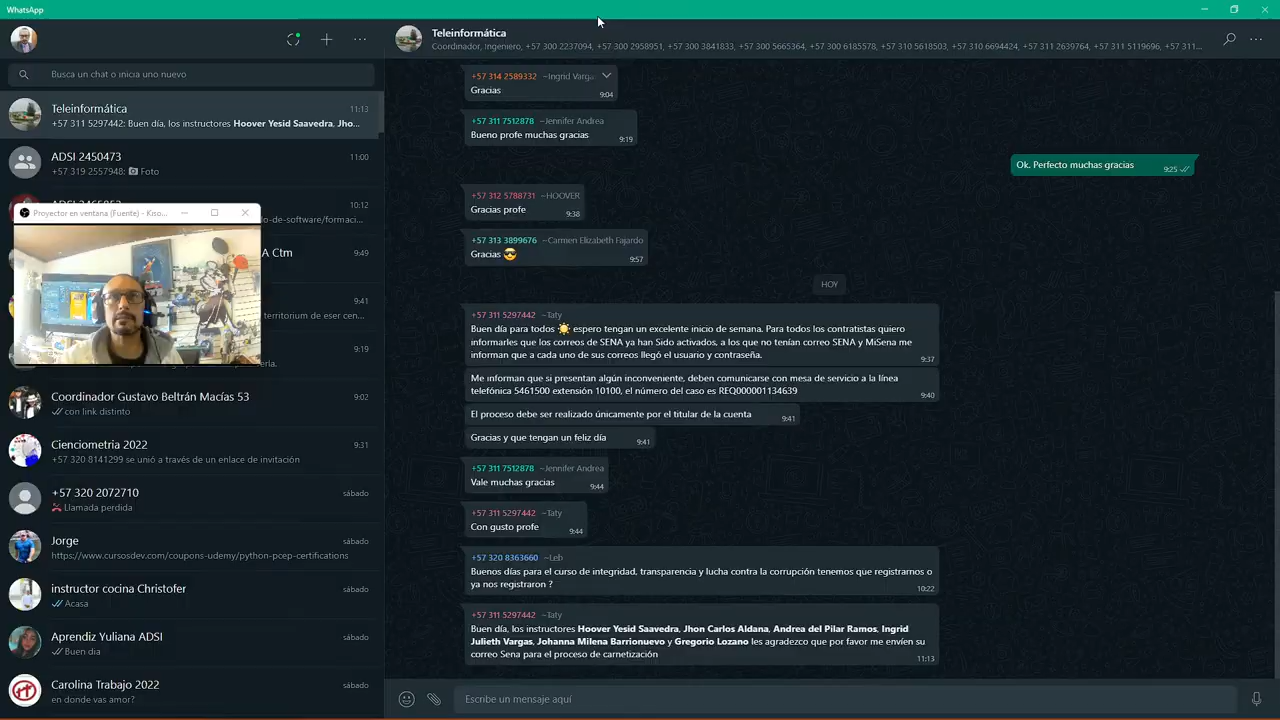 WhatsApp
Busca un chat o inicia uno nuevo
Teleinformática
11:13
+57 311 5297442: Buen día, los instructores Hoover Yesid Saavedra, Jho...
ADSI 2450473
11:00
+57 319 2557948: Foto
10:12
lo-de-software/formaci...
A Ctm
9:49
9:41
territorium of eser cen...
9:19
Proyector en ventana (Fuente) -
Coordinador Gustavo Beltrán Macías 53
9:02
con link distinto
Cienciometria 2022
9:31
+57 320 8141299 se unió a través de un enlace de invitación
+57 320 2072710
sábado
Llamada perdida
Jorge
sábado
https://www.cursosdev.com/coupons-udemy/python-pcep-certifications
instructor cocina Christofer
sábado
Acasa
Aprendiz Yuliana ADSI
sábado
Buen dia
Carolina Trabajo 2022
sábado
en donde vas amor?
Teleinformática
Coordinador, Ingeniero, +57 300 2237094, +57 300 2958951, +57 300 3841833, +57 300 5665364, +57 300 6185578, +57 310 5618503, +57 310 6694424, +57 311 2639764, +57 311 5119696, +57 311...
+57 314 2589332 ~Ingrid Varga
Gracias
9:04
+57 311 7512878 ~Jennifer Andrea
Bueno profe muchas gracias
9:19
Ok. Perfecto muchas gracias
9:25
+57 312 5788731 ~HOOVER
Gracias profe
9:38
+57 313 3899676 ~Carmen Elizabeth Fajardo
Gracias 😎
9:57
HOY
+57 311 5297442 ~Taty
Buen día para todos ☀️ espero tengan un excelente inicio de semana. Para todos los contratistas quiero
informarles que los correos de SENA ya han Sido activados, a los que no tenían correo SENA y MiSena me
informan que a cada uno de sus correos llegó el usuario y contraseña.
9:37
Me informan que si presentan algún inconveniente, deben comunicarse con mesa de servicio a la línea
telefónica 5461500 extensión 10100, el número del caso es REQ000001134639
9:40
El proceso debe ser realizado únicamente por el titular de la cuenta
9:41
Gracias y que tengan un feliz día
9:41
+57 311 7512878 ~Jennifer Andrea
Vale muchas gracias
9:44
+57 311 5297442 ~Taty
Con gusto profe
9:44
+57 320 8363660 ~Leb
Buenos días para el curso de integridad, transparencia y lucha contra la corrupción tenemos que registrarnos o
ya nos registraron ?
10:22
+57 311 5297442 ~Taty
Buen día, los instructores Hoover Yesid Saavedra, Jhon Carlos Aldana, Andrea del Pilar Ramos, Ingrid
Julieth Vargas, Johanna Milena Barrionuevo y Gregorio Lozano les agradezco que por favor me envíen su
correo Sena para el proceso de carnetización
11:13
Escribe un mensaje aquí